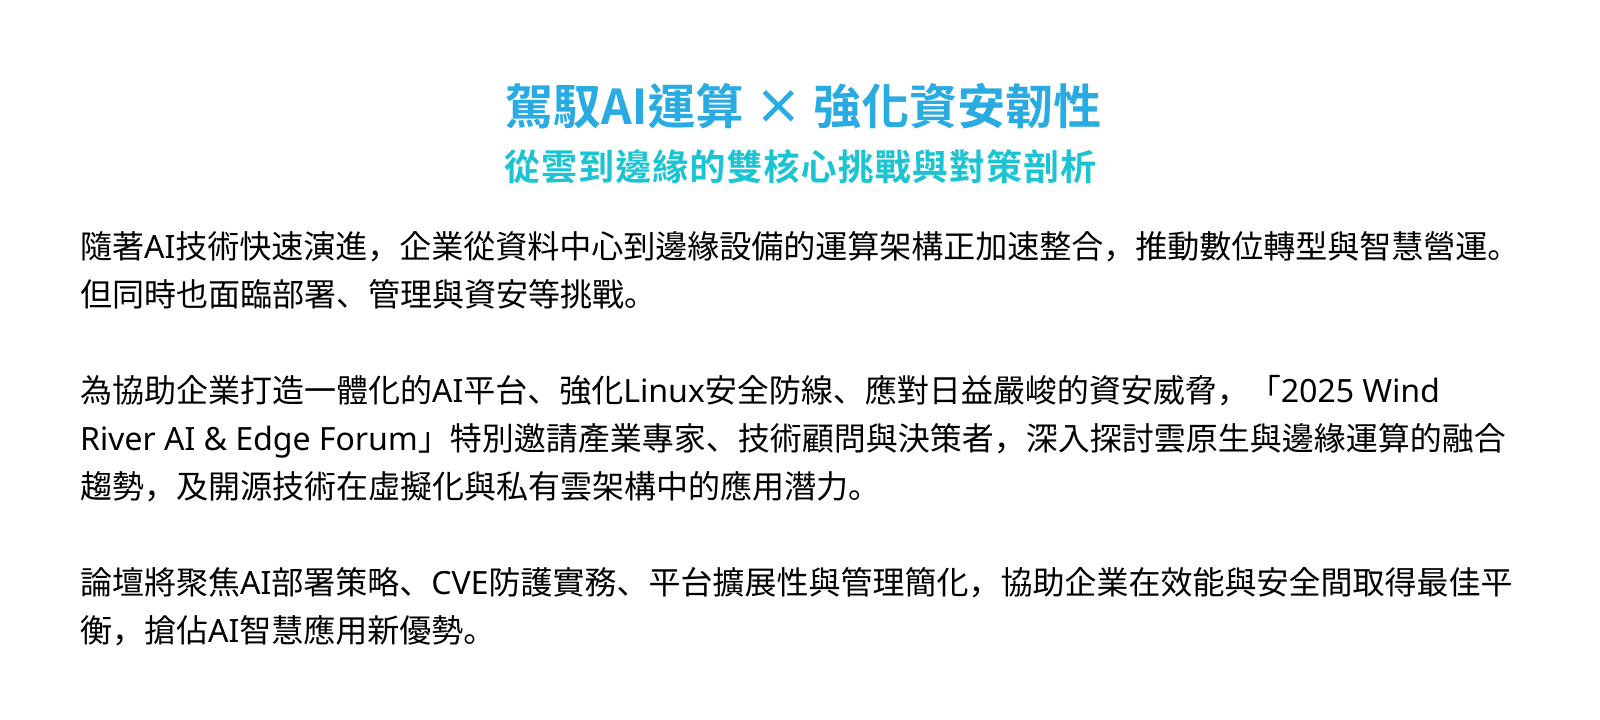 駕馭AI運算 × 強化資安韌性
從雲到邊緣的雙核心挑戰與對策剖析
隨著AI技術快速演進，企業從資料中心到邊緣設備的運算架構正加速整合，推動數位轉型與智慧營運。
但同時也面臨部署、管理與資安等挑戰。
為協助企業打造一體化的AI平台、強化Linux安全防線、應對日益嚴峻的資安威脅，「2025 Wind
River AI & Edge Forum」特別邀請產業專家、技術顧問與決策者，深入探討雲原生與邊緣運算的融合
趨勢，及開源技術在虛擬化與私有雲架構中的應用潛力。
論壇將聚焦AI部署策略、CVE防護實務、平台擴展性與管理簡化，協助企業在效能與安全間取得最佳平
衡，搶佔AI智慧應用新優勢。